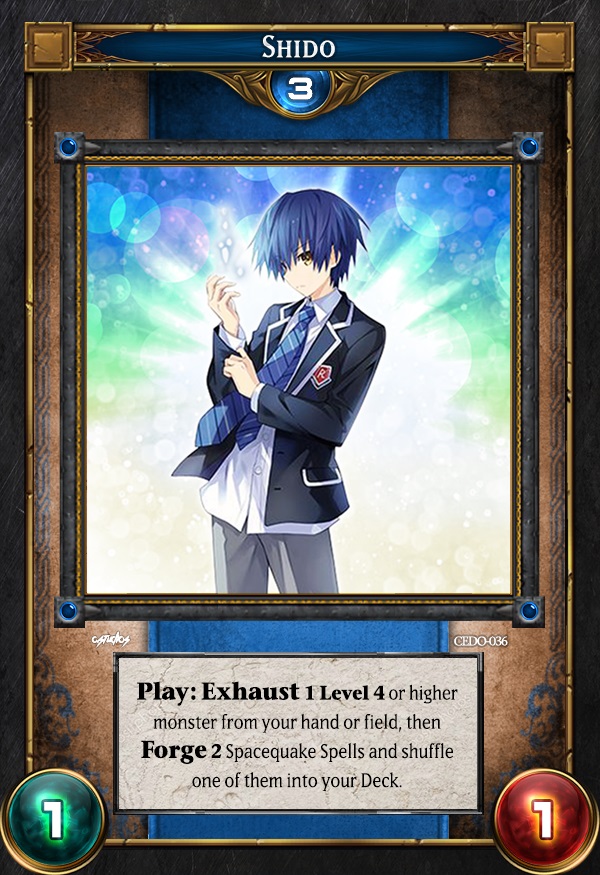 Shido
3
cstudios
CEDO-036
Play: Exhaust 1 Level 4 or higher
monster from your hand or field, then
Forge 2 Spacequake Spells and shuffle
one of them into your Deck.
1
1